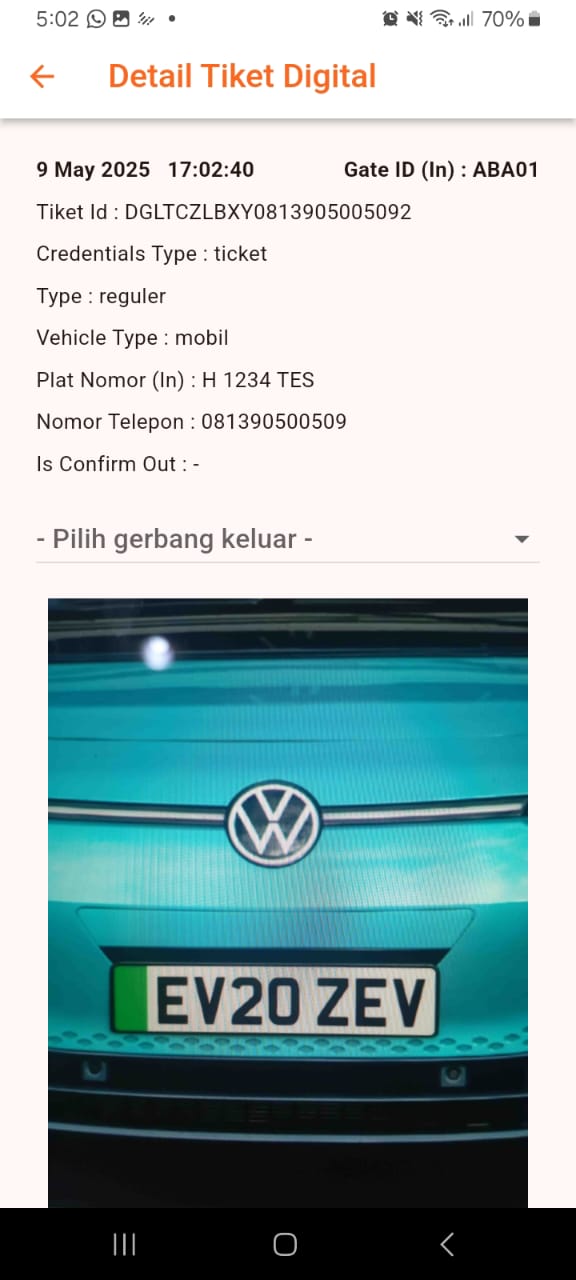 5:02 70%
Detail Tiket Digital
9 May 2025 17:02:40 Gate ID (In) : ABA01
Tiket Id : DGLTCZLBXY0813905005092
Credentials Type : ticket
Type : reguler
Vehicle Type : mobil
Plat Nomor (In) : H 1234 TES
Nomor Telepon : 081390500509
Is Confirm Out : -
- Pilih gerbang keluar -
EV20 ZEV